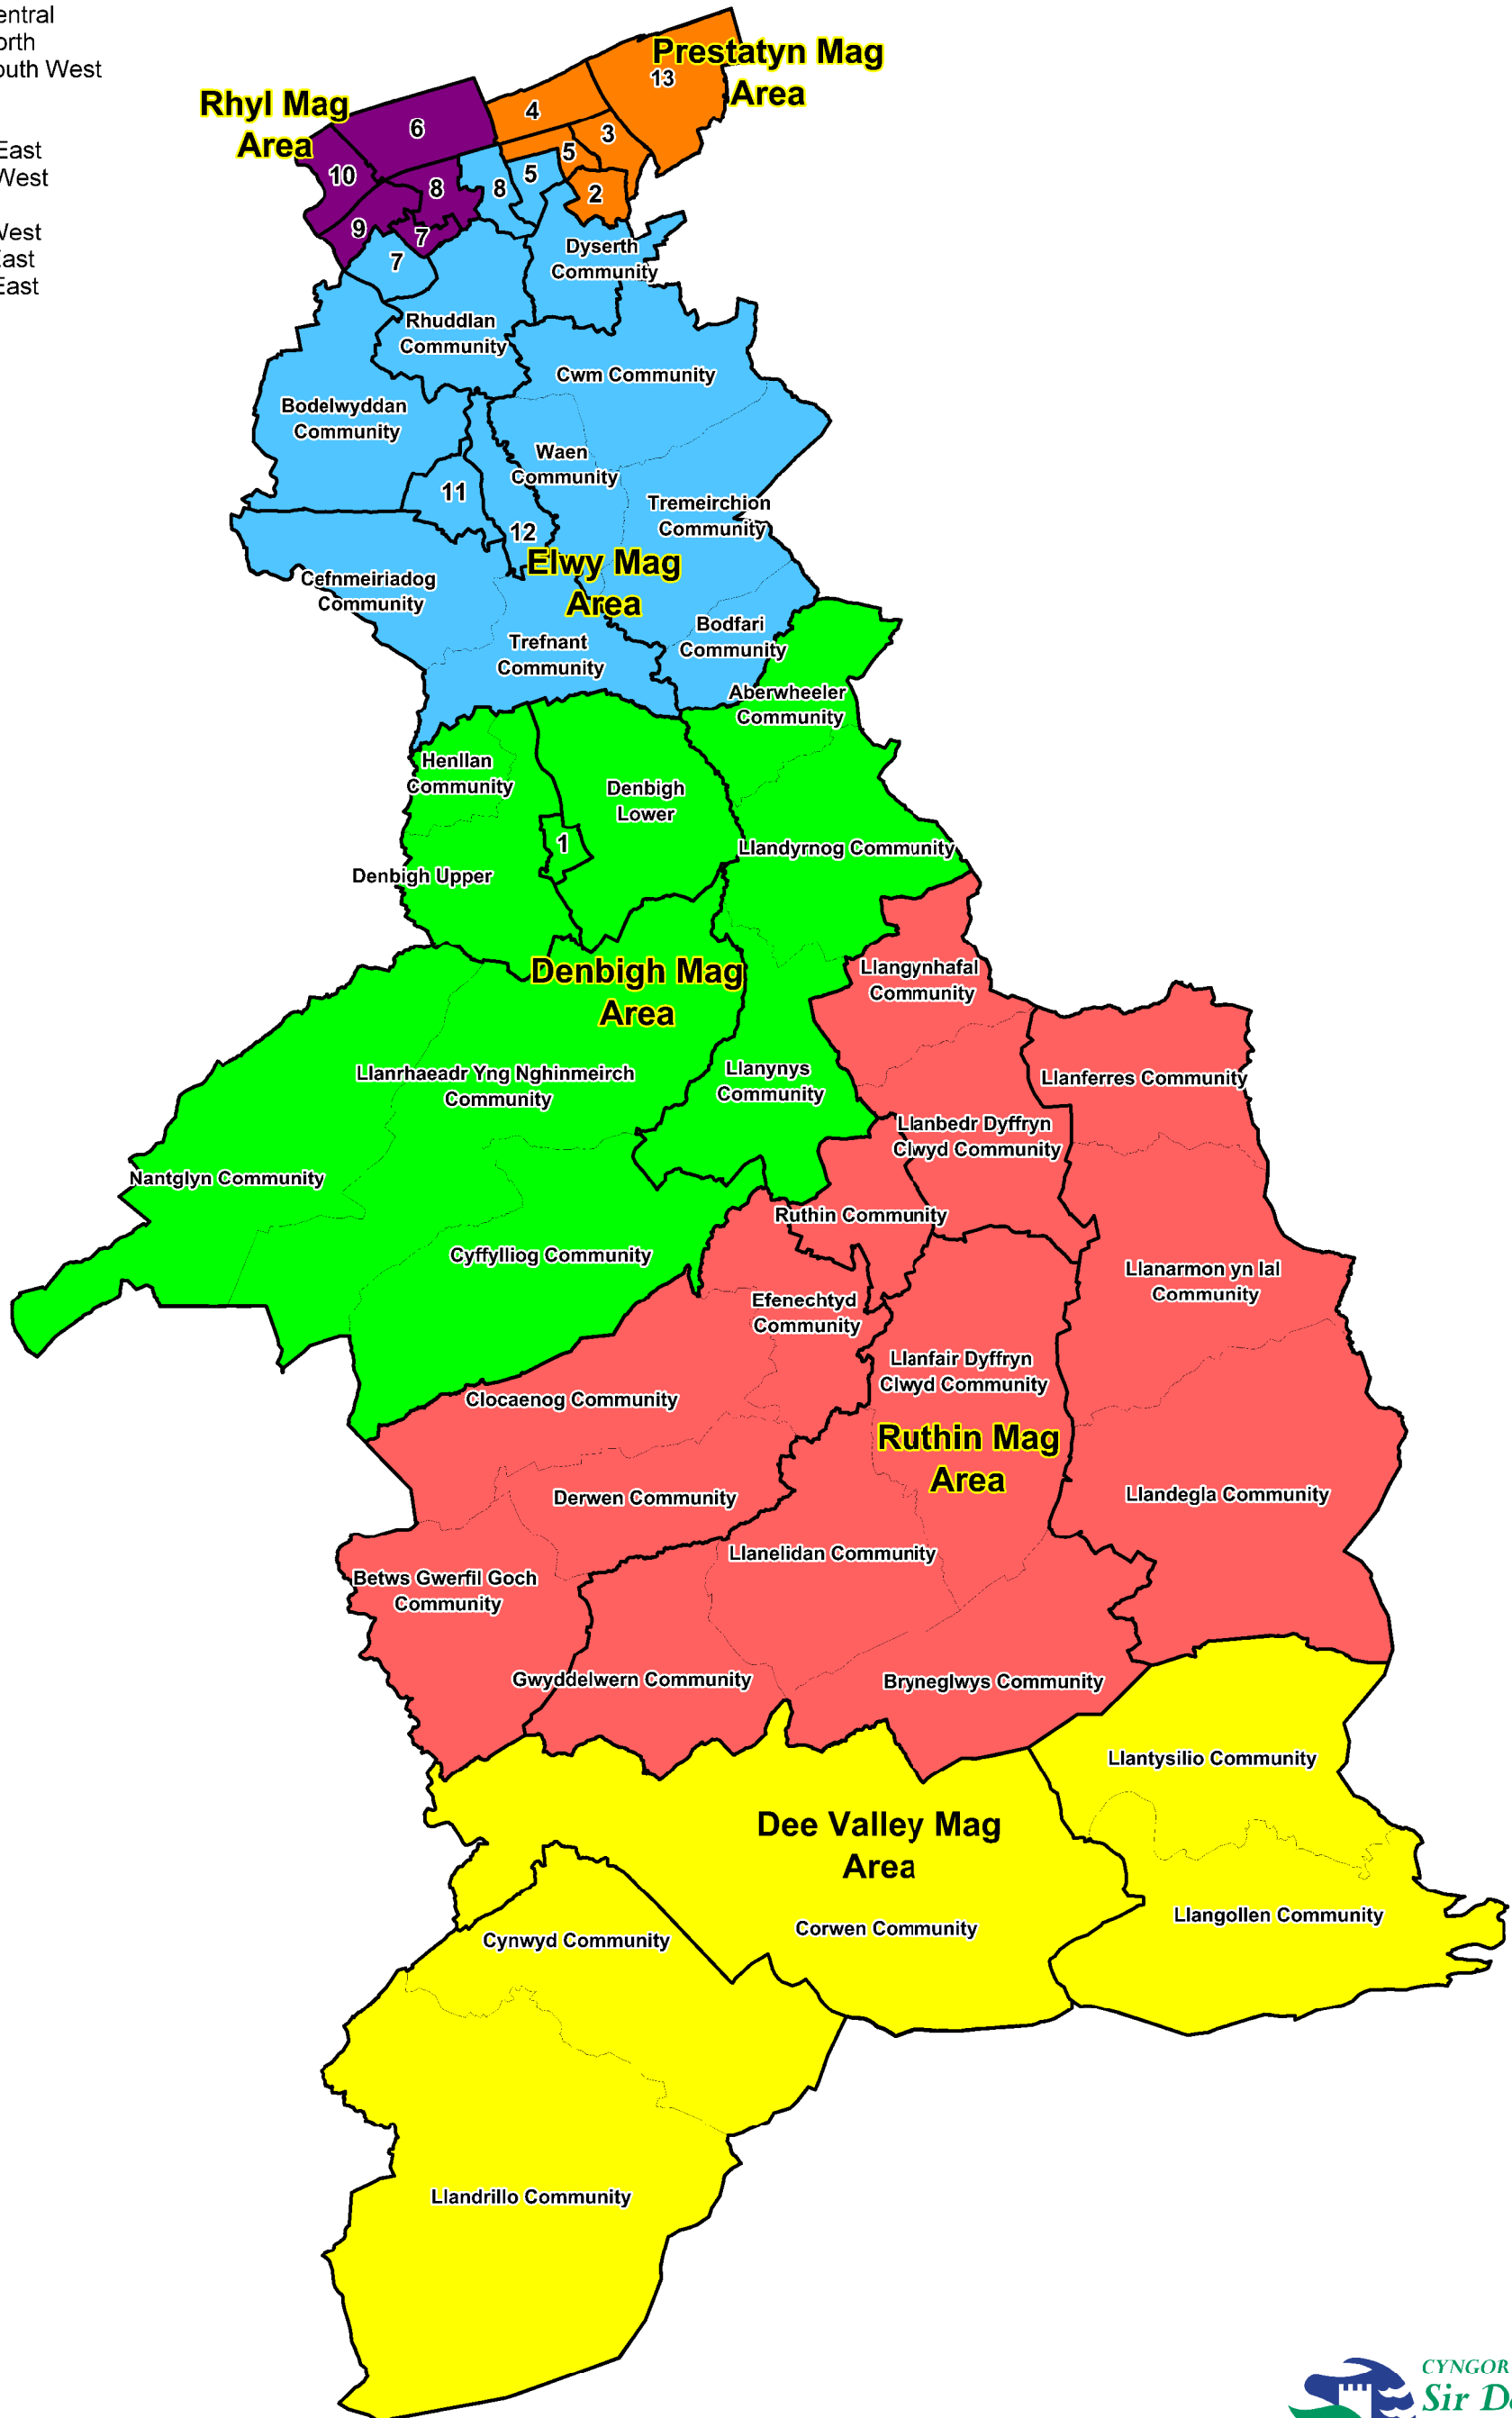 entral
orth
outh West
East
West
West
East
East
Prestatyn Mag
Area
13
Rhyl Mag
Area
4
6
3
5
10
8
8
5
2
9
7
7
Dyserth
Community
Rhuddlan
Community
Cwm Community
Bodelwyddan
Community
Waen
Community
11
Tremeirchion
Community
12
Elwy Mag
Area
Cefnmeiriadog
Community
Bodfari
Community
Trefnant
Community
Aberwheeler
Community
Henllan
Community
Denbigh
Lower
1
Llandyrnog Community
Denbigh Upper
Denbigh Mag
Area
Llangynhafal
Community
Llanrhaeadr Yng Nghinmeirch
Community
Llanynys
Community
Llanferres Community
Llanbedr Dyffryn
Clwyd Community
Nantglyn Community
Ruthin Community
Cyffylliog Community
Llanarmon yn Ial
Community
Efenechtyd
Community
Llanfair Dyffryn
Clwyd Community
Clocaenog Community
Ruthin Mag
Area
Derwen Community
Llandegla Community
Llanelidan Community
Betws Gwerfil Goch
Community
Gwyddelwern Community
Bryneglwys Community
Llantysilio Community
Dee Valley Mag
Area
Llangollen Community
Corwen Community
Cynwyd Community
Llandrillo Community
CYNGOR
Sir D